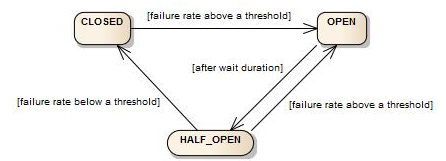 [failure rate above a threshold]
CLOSED
OPEN
[after wait duration]
[failure rate below a threshold]
[failure rate above a threshold]
HALF_OPEN